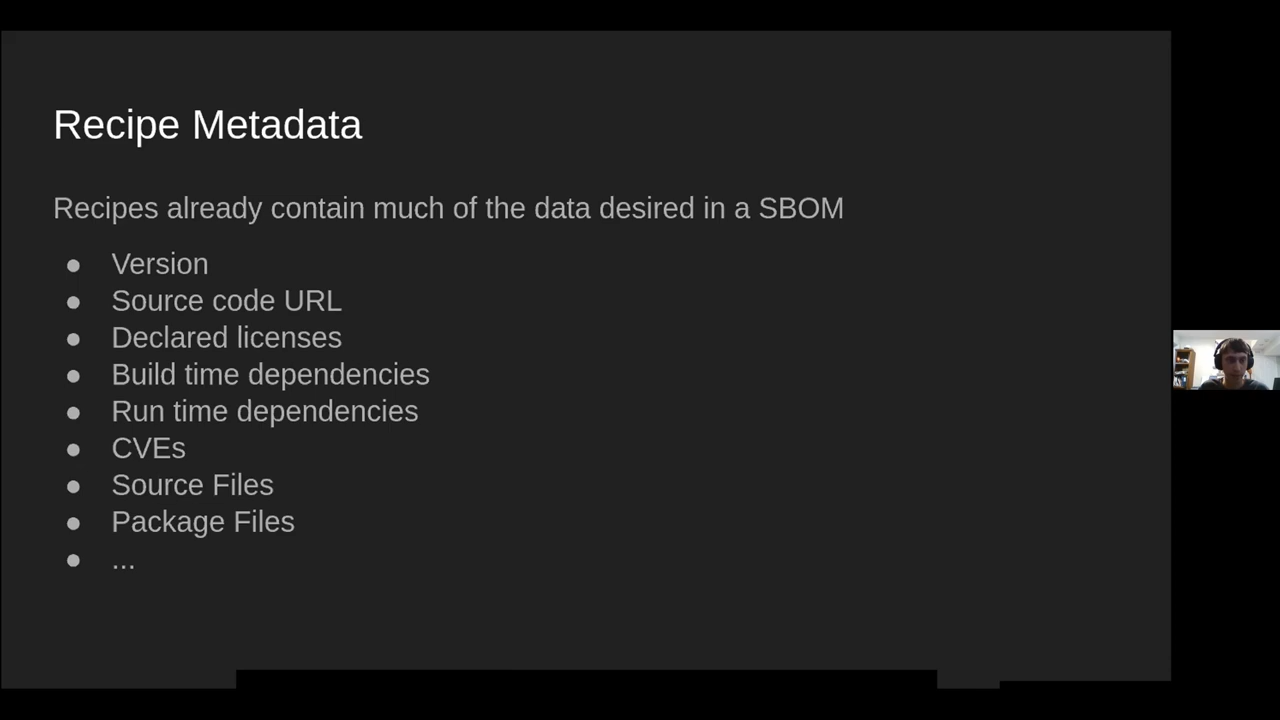 Recipe Metadata
Recipes already contain much of the data desired in a SBOM
● Version
● Source code URL
● Declared licenses
● Build time dependencies
● Run time dependencies
● CVEs
● Source Files
● Package Files
● ...